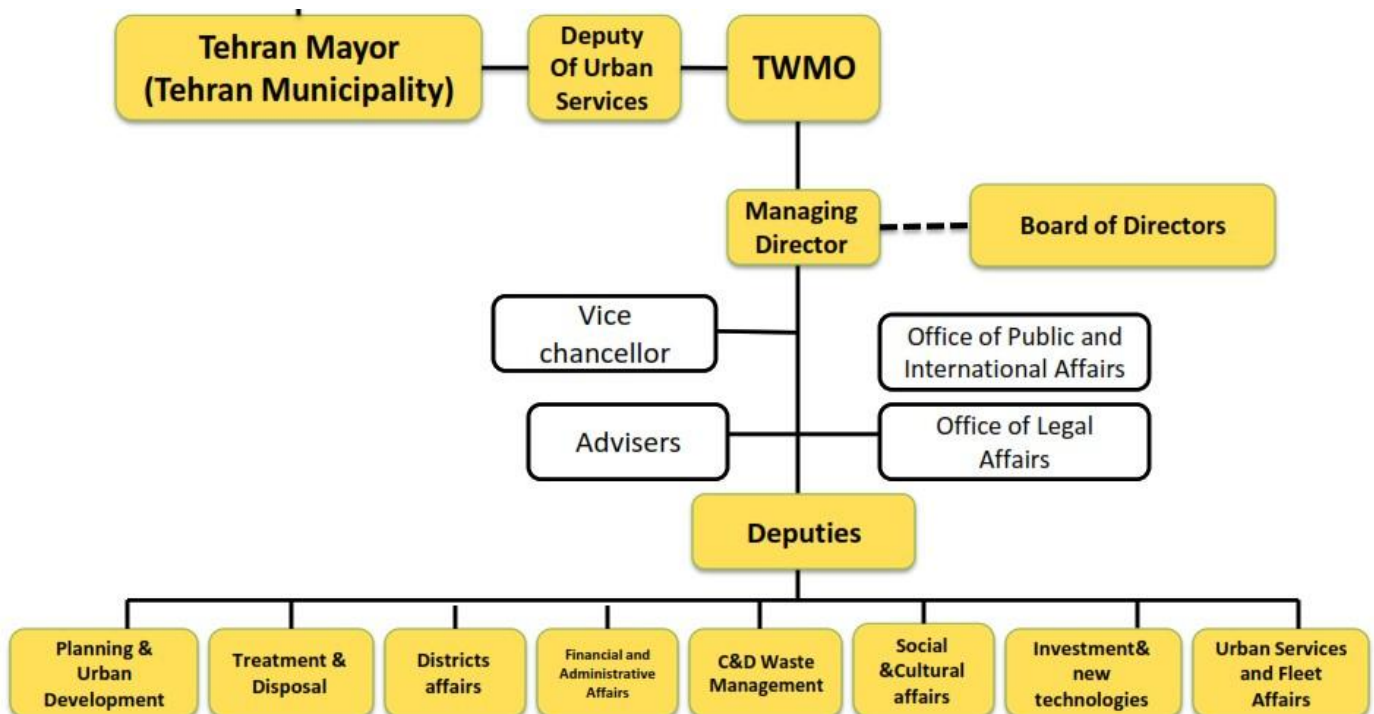 Tehran Mayor
(Tehran Municipality)
Deputy
Of Urban
Services
TWMO
Managing
Director
Board of Directors
Vice
chancellor
Office of Public and
International Affairs
Advisers
Office of Legal
Affairs
Deputies
Planning &
Urban
Development
Treatment &
Disposal
Districts
affairs
Financial and
Administrative
Affairs
C&D Waste
Management
Social
&Cultural
affairs
Investment&
new
technologies
Urban Services
and Fleet
Affairs